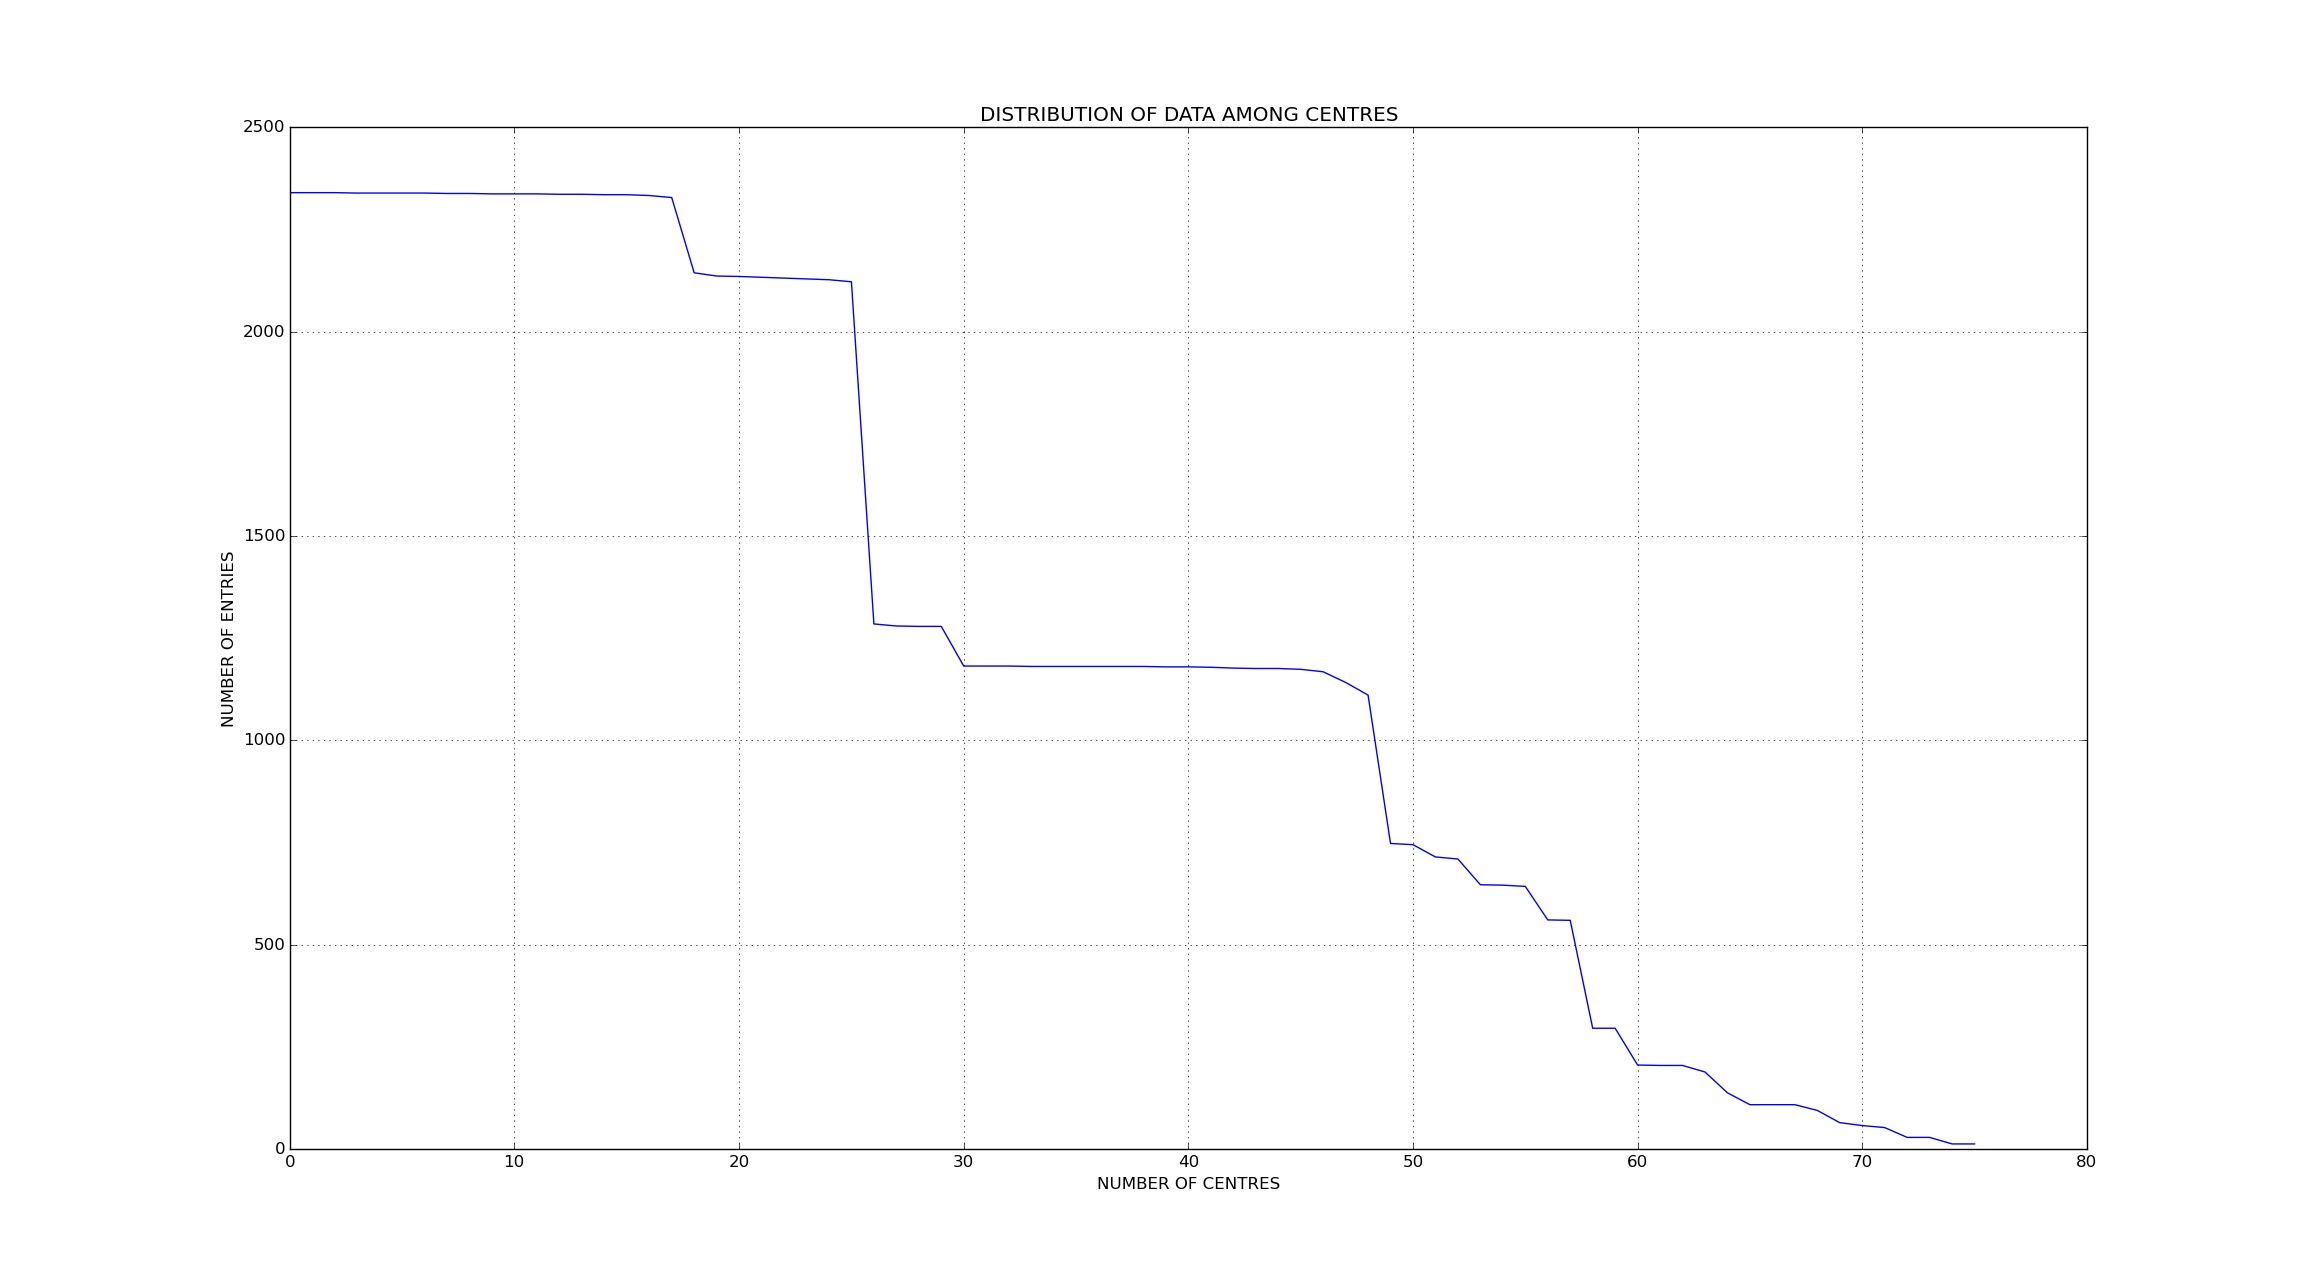 DISTRIBUTION OF DATA AMONG CENTRES
2500
2000
1500
1000
500
0
NUMBER OF ENTRIES
0 10 20 30 40 50 60 70 80
NUMBER OF CENTRES